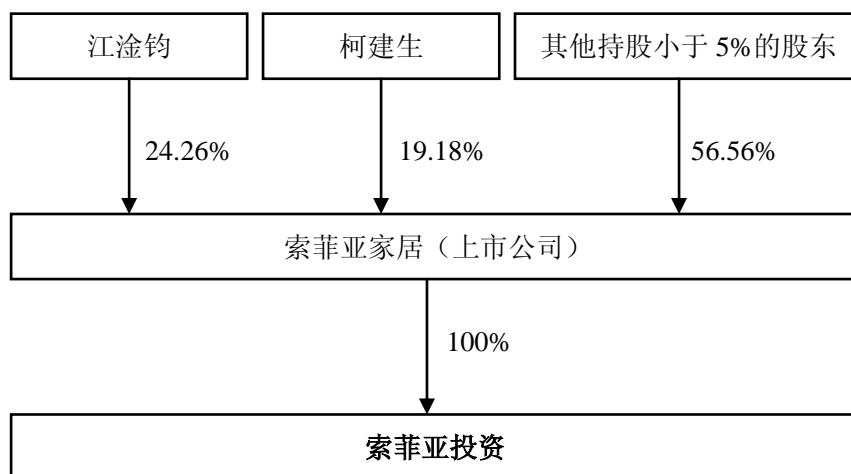 江淦钧
柯建生
其他持股小于 5%的股东
24.26%
19.18%
56.56%
索菲亚家居（上市公司）
100%
索菲亚投资